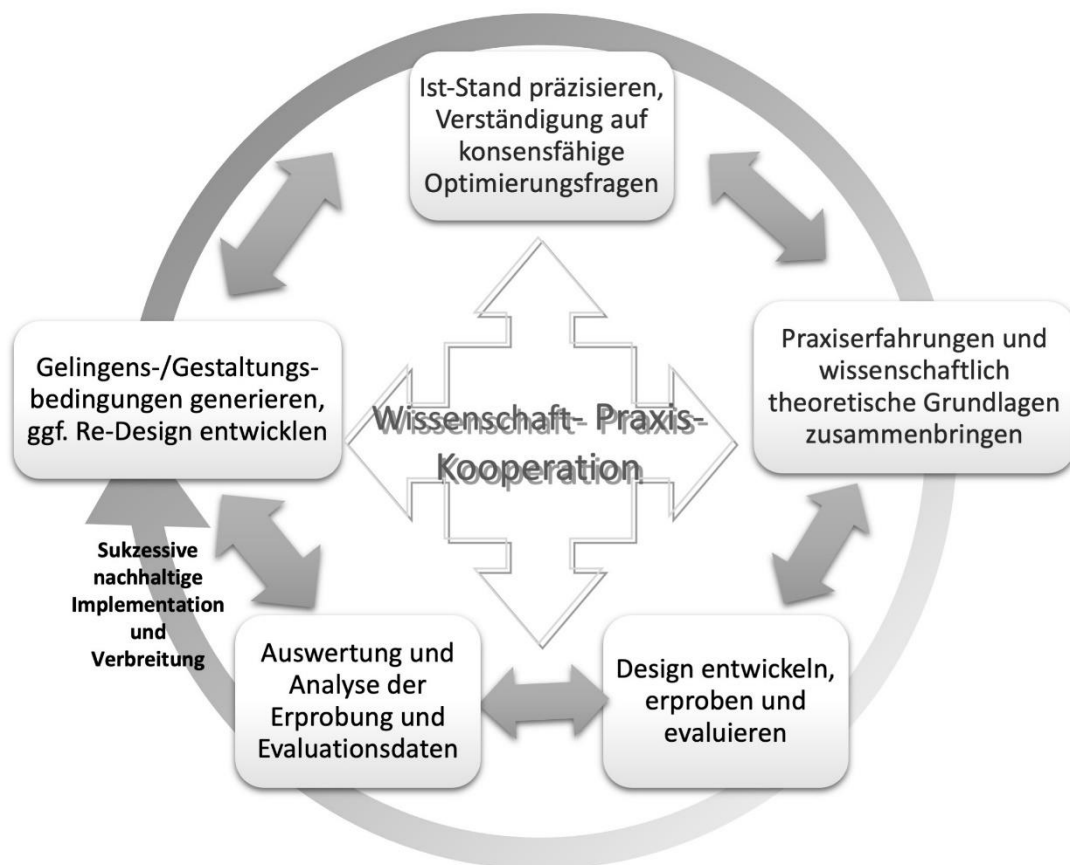 Ist-Stand präzisieren,
Verständigung auf
konsensfähige
Optimierungsfragen
Praxiserfahrungen und
wissenschaftlich
theoretische Grundlagen
zusammenbringen
Design entwickeln,
erproben und
evaluieren
Auswertung und
Analyse der
Erprobung und
Evaluationsdaten
Gelingens-/Gestaltungs-
bedingungen generieren,
ggf. Re-Design entwicklen
Wissenschaft- Praxis-
Kooperation
Sukzessive
nachhaltige
Implementation
und
Verbreitung